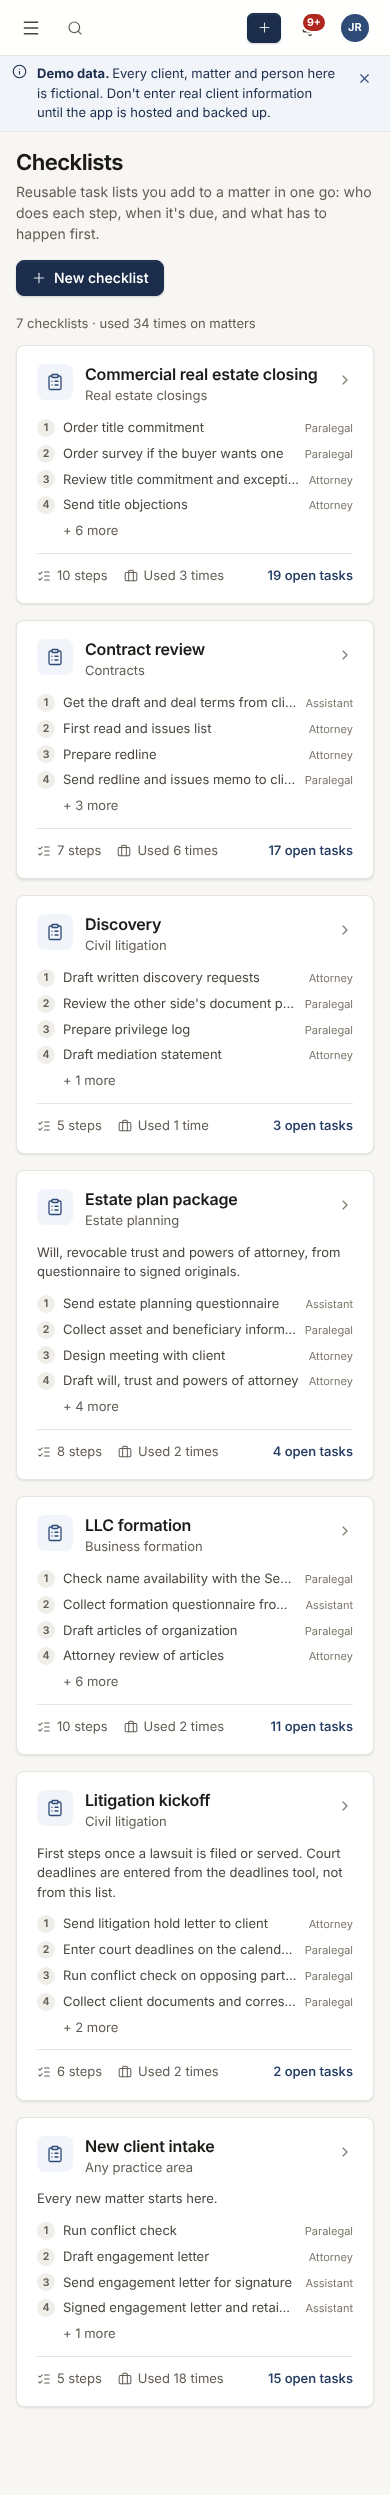 9+
JR
Demo data. Every client, matter and person here
is fictional. Don't enter real client information
until the app is hosted and backed up.
Checklists
Reusable task lists you add to a matter in one go: who
does each step, when it's due, and what has to
happen first.
New checklist
7 checklists · used 34 times on matters
Commercial real estate closing
Real estate closings
1 Order title commitment Paralegal
2 Order survey if the buyer wants one Paralegal
3 Review title commitment and excepti... Attorney
4 Send title objections Attorney
+ 6 more
10 steps Used 3 times 19 open tasks
Contract review
Contracts
1 Get the draft and deal terms from cli... Assistant
2 First read and issues list Attorney
3 Prepare redline Attorney
4 Send redline and issues memo to cli... Paralegal
+ 3 more
7 steps Used 6 times 17 open tasks
Discovery
Civil litigation
1 Draft written discovery requests Attorney
2 Review the other side's document p... Paralegal
3 Prepare privilege log Paralegal
4 Draft mediation statement Attorney
+ 1 more
5 steps Used 1 time 3 open tasks
Estate plan package
Estate planning
Will, revocable trust and powers of attorney, from
questionnaire to signed originals.
1 Send estate planning questionnaire Assistant
2 Collect asset and beneficiary inform... Paralegal
3 Design meeting with client Attorney
4 Draft will, trust and powers of attorney Attorney
+ 4 more
8 steps Used 2 times 4 open tasks
LLC formation
Business formation
1 Check name availability with the Se... Paralegal
2 Collect formation questionnaire fro... Assistant
3 Draft articles of organization Paralegal
4 Attorney review of articles Attorney
+ 6 more
10 steps Used 2 times 11 open tasks
Litigation kickoff
Civil litigation
First steps once a lawsuit is filed or served. Court
deadlines are entered from the deadlines tool, not
from this list.
1 Send litigation hold letter to client Attorney
2 Enter court deadlines on the calend... Paralegal
3 Run conflict check on opposing part... Paralegal
4 Collect client documents and corres... Paralegal
+ 2 more
6 steps Used 2 times 2 open tasks
New client intake
Any practice area
Every new matter starts here.
1 Run conflict check Paralegal
2 Draft engagement letter Attorney
3 Send engagement letter for signature Assistant
4 Signed engagement letter and retai... Assistant
+ 1 more
5 steps Used 18 times 15 open tasks